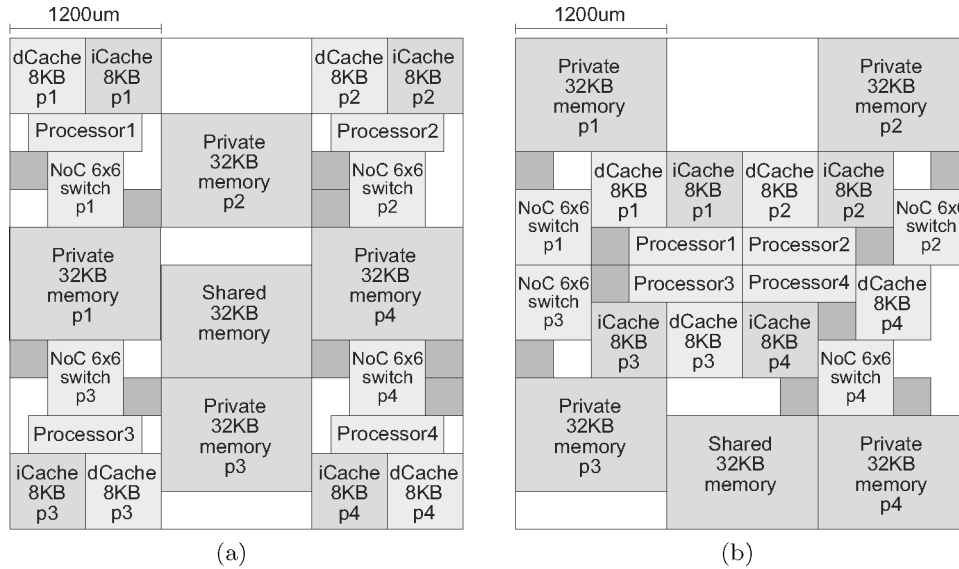 1200um
dCache
8KB
p1
iCache
8KB
p1
dCache
8KB
p2
iCache
8KB
p2
Processor1
Private
32KB
memory
p2
Processor2
NoC 6x6
switch
p1
NoC 6x6
switch
p2
Private
32KB
memory
p1
Shared
32KB
memory
Private
32KB
memory
p4
NoC 6x6
switch
p3
NoC 6x6
switch
p4
Private
32KB
memory
p3
Processor3
Processor4
iCache
8KB
p3
dCache
8KB
p3
iCache
8KB
p4
dCache
8KB
p4
(a)
1200um
Private
32KB
memory
p1
Private
32KB
memory
p2
dCache
8KB
p1
iCache
8KB
p1
dCache
8KB
p2
iCache
8KB
p2
NoC 6x6
switch
p1
NoC 6x6
switch
p2
Processor1
Processor2
NoC 6x6
switch
p3
Processor3
Processor4
dCache
8KB
p4
iCache
8KB
p3
dCache
8KB
p3
iCache
8KB
p4
NoC 6x6
switch
p4
Private
32KB
memory
p3
Shared
32KB
memory
Private
32KB
memory
p4
(b)